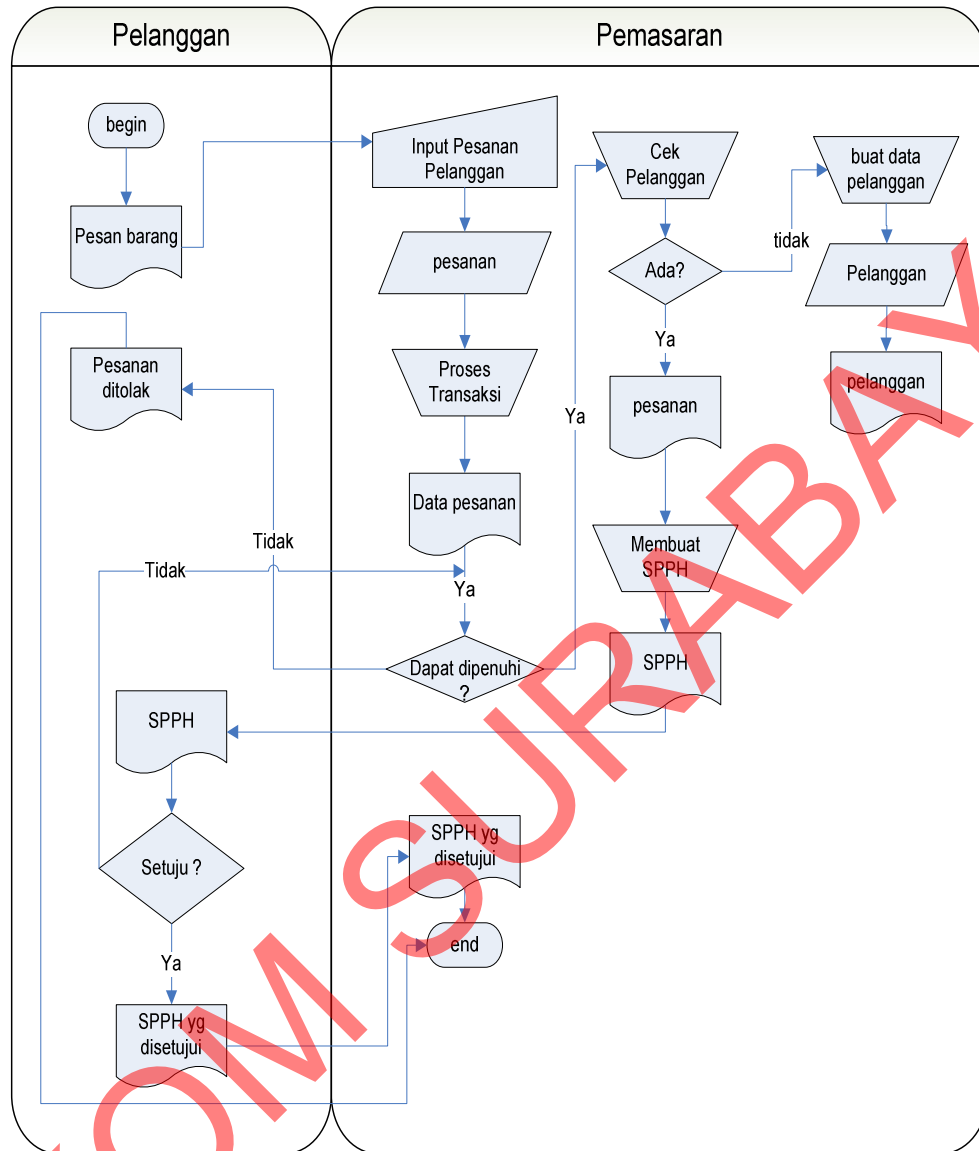 Pelanggan
Pemasaran
begin
Pesan barang
Input Pesanan
Pelanggan
Cek
Pelanggan
buat data
pelanggan
pesanan
Ada?
tidak
Pelanggan
Ya
Pesanan
ditolak
Proses
Transaksi
Ya
pesanan
pelanggan
Data pesanan
Tidak
Tidak
Ya
Membuat
SPPH
Dapat dipenuhi
?
SPPH
SPPH
Setuju ?
SPPH yg
disetujui
end
Ya
SPPH yg
disetujui
OM SURABAY